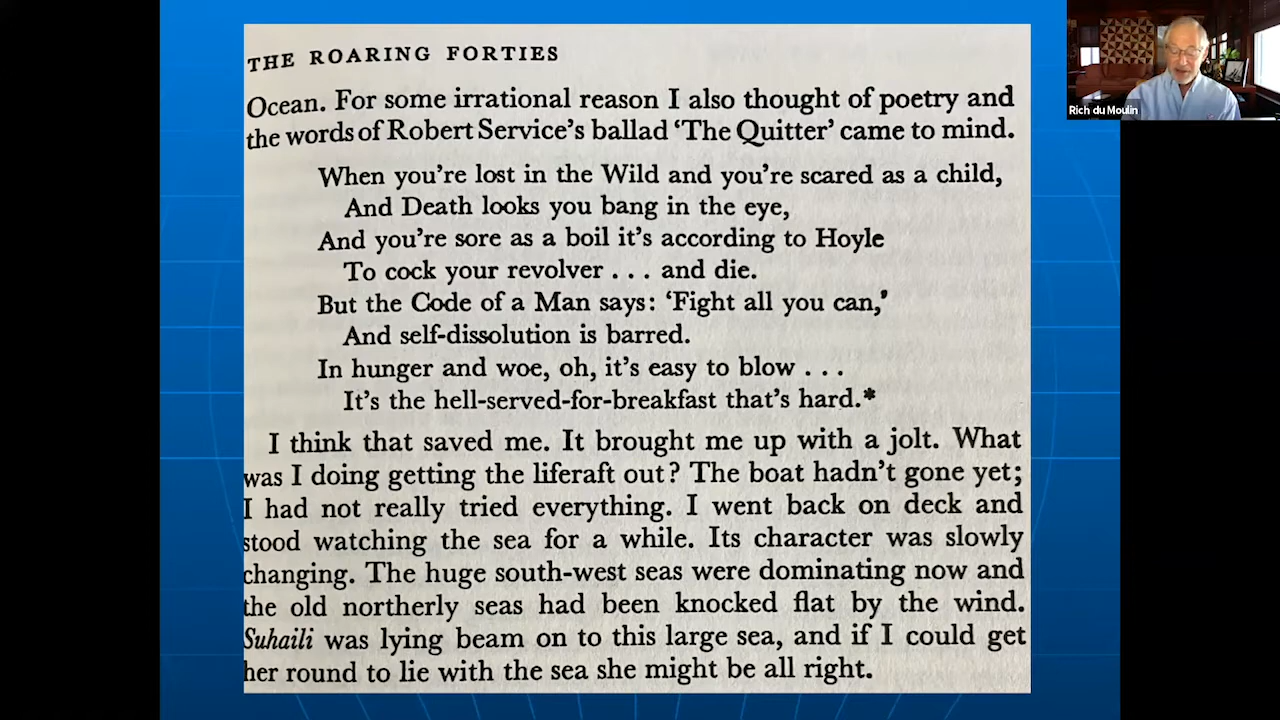 THE ROARING FORTIES
Ocean. For some irrational reason I also thought of poetry and
the words of Robert Service's ballad ‘The Quitter’ came to mind.
When you're lost in the Wild and you're scared as a child,
And Death looks you bang in the eye,
And you're sore as a boil it's according to Hoyle
To cock your revolver . . . and die.
But the Code of a Man says: ‘Fight all you can,’
And self-dissolution is barred.
In hunger and woe, oh, it's easy to blow . . .
It's the hell-served-for-breakfast that's hard.*
I think that saved me. It brought me up with a jolt. What
was I doing getting the liferaft out? The boat hadn't gone yet;
I had not really tried everything. I went back on deck and
stood watching the sea for a while. Its character was slowly
changing. The huge south-west seas were dominating now and
the old northerly seas had been knocked flat by the wind.
Suhaili was lying beam on to this large sea, and if I could get
her round to lie with the sea she might be all right.
Rich du Moulin